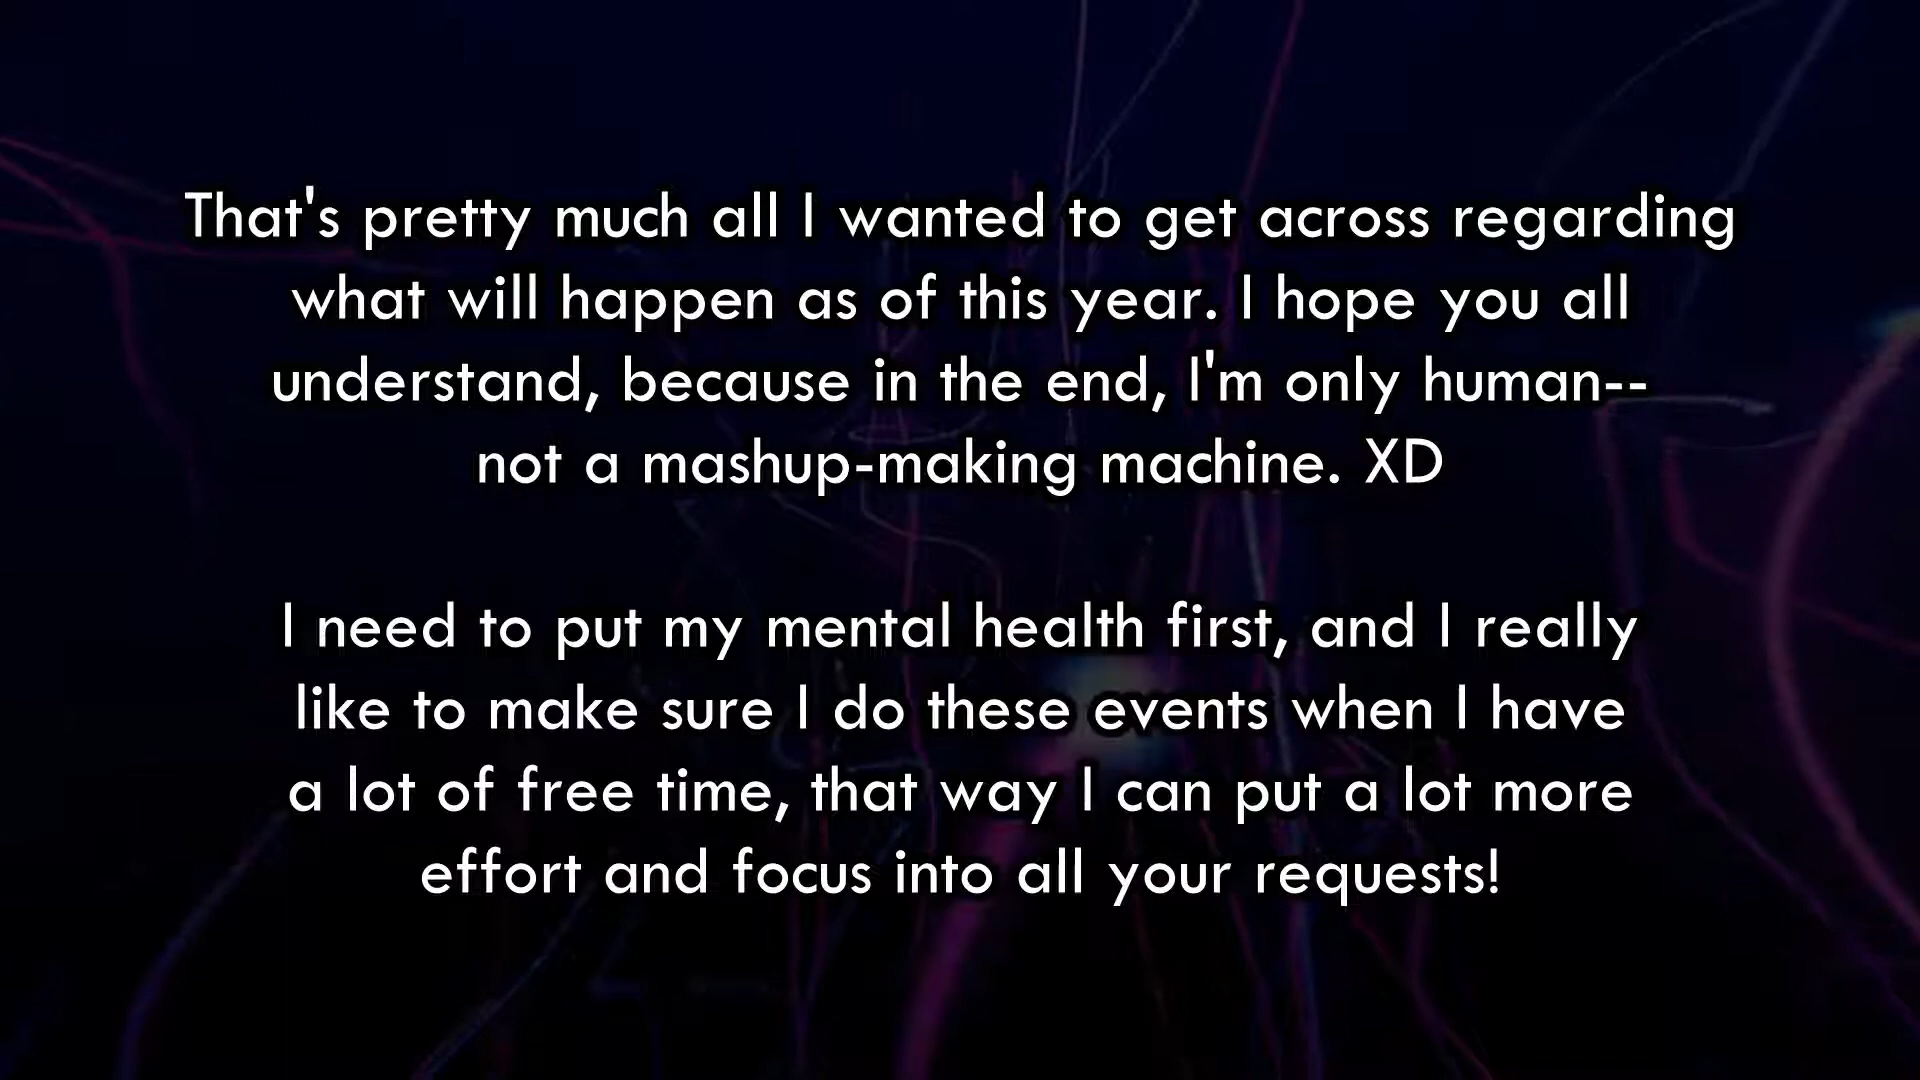 That's pretty much all I wanted to get across regarding
what will happen as of this year. I hope you all
understand, because in the end, I'm only human--
not a mashup-making machine. XD
I need to put my mental health first, and I really
like to make sure I do these events when I have
a lot of free time, that way I can put a lot more
effort and focus into all your requests!